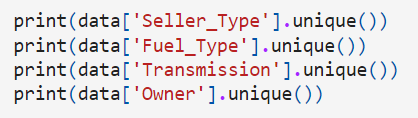 print(data['Seller_Type'].unique())
print(data['Fuel_Type'].unique())
print(data['Transmission'].unique())
print(data['Owner'].unique())